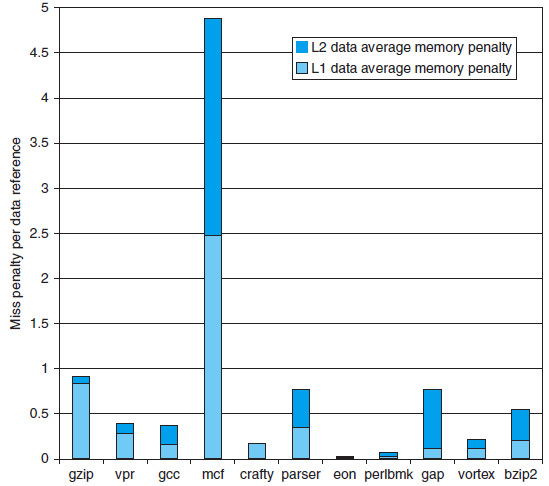 5
4.5
4
3.5
3
2.5
2
1.5
1
0.5
0
Miss penalty per data reference
L2 data average memory penalty
L1 data average memory penalty
gzip vpr gcc mcf crafty parser eon perlbmk gap vortex bzip2